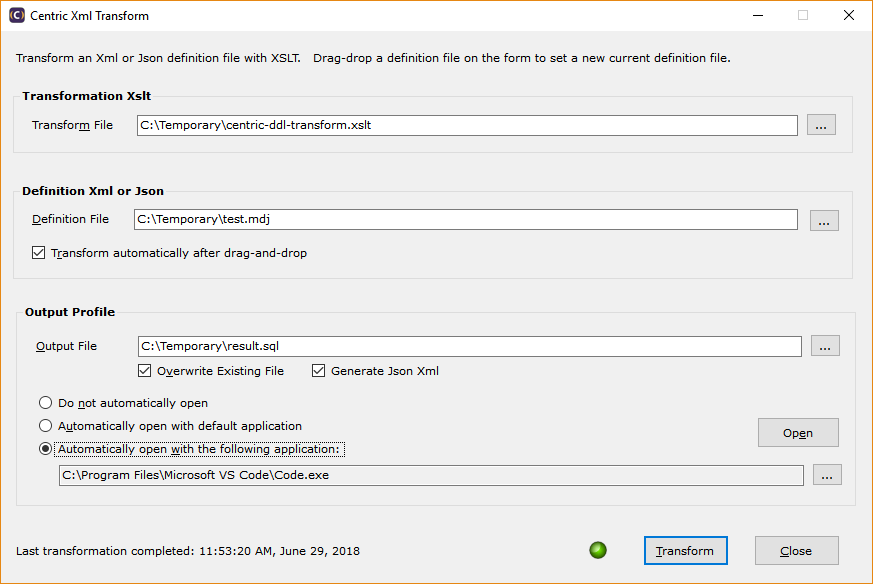 Centric Xml Transform
Transform an Xml or Json definition file with XSLT.   Drag-drop a definition file on the form to set a new current definition file.
Transformation Xslt
Transform File C:\Temporary\centric-ddl-transform.xslt ...
Definition Xml or Json
Definition File C:\Temporary\test.mdj ...
Transform automatically after drag-and-drop
Output Profile
Output File C:\Temporary\result.sql ...
Overwrite Existing File Generate Json Xml
Do not automatically open
Automatically open with default application
Open
Automatically open with the following application:
C:\Program Files\Microsoft VS Code\Code.exe ...
Last transformation completed: 11:53:20 AM, June 29, 2018 Transform Close